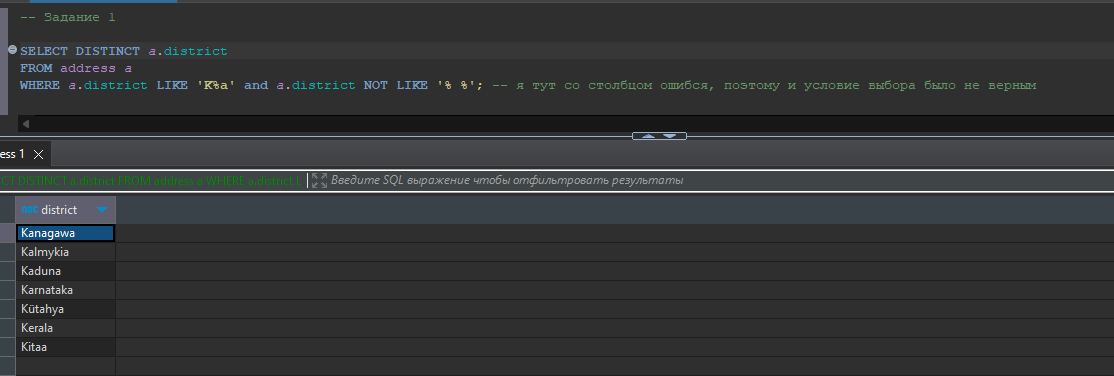 -- Задание 1
SELECT DISTINCT a.district
FROM address a
WHERE a.district LIKE 'K%a' and a.district NOT LIKE '% %'; -- я тут со столбцом ошибся, поэтому и условие выбора было не верным
ess 1
CT DISTINCT a.district FROM address a WHERE a.district L
Введите SQL выражение чтобы отфильтровать результаты
ABC district
Kanagawa
Kalmykia
Kaduna
Karnataka
Kütahya
Kerala
Kitaa